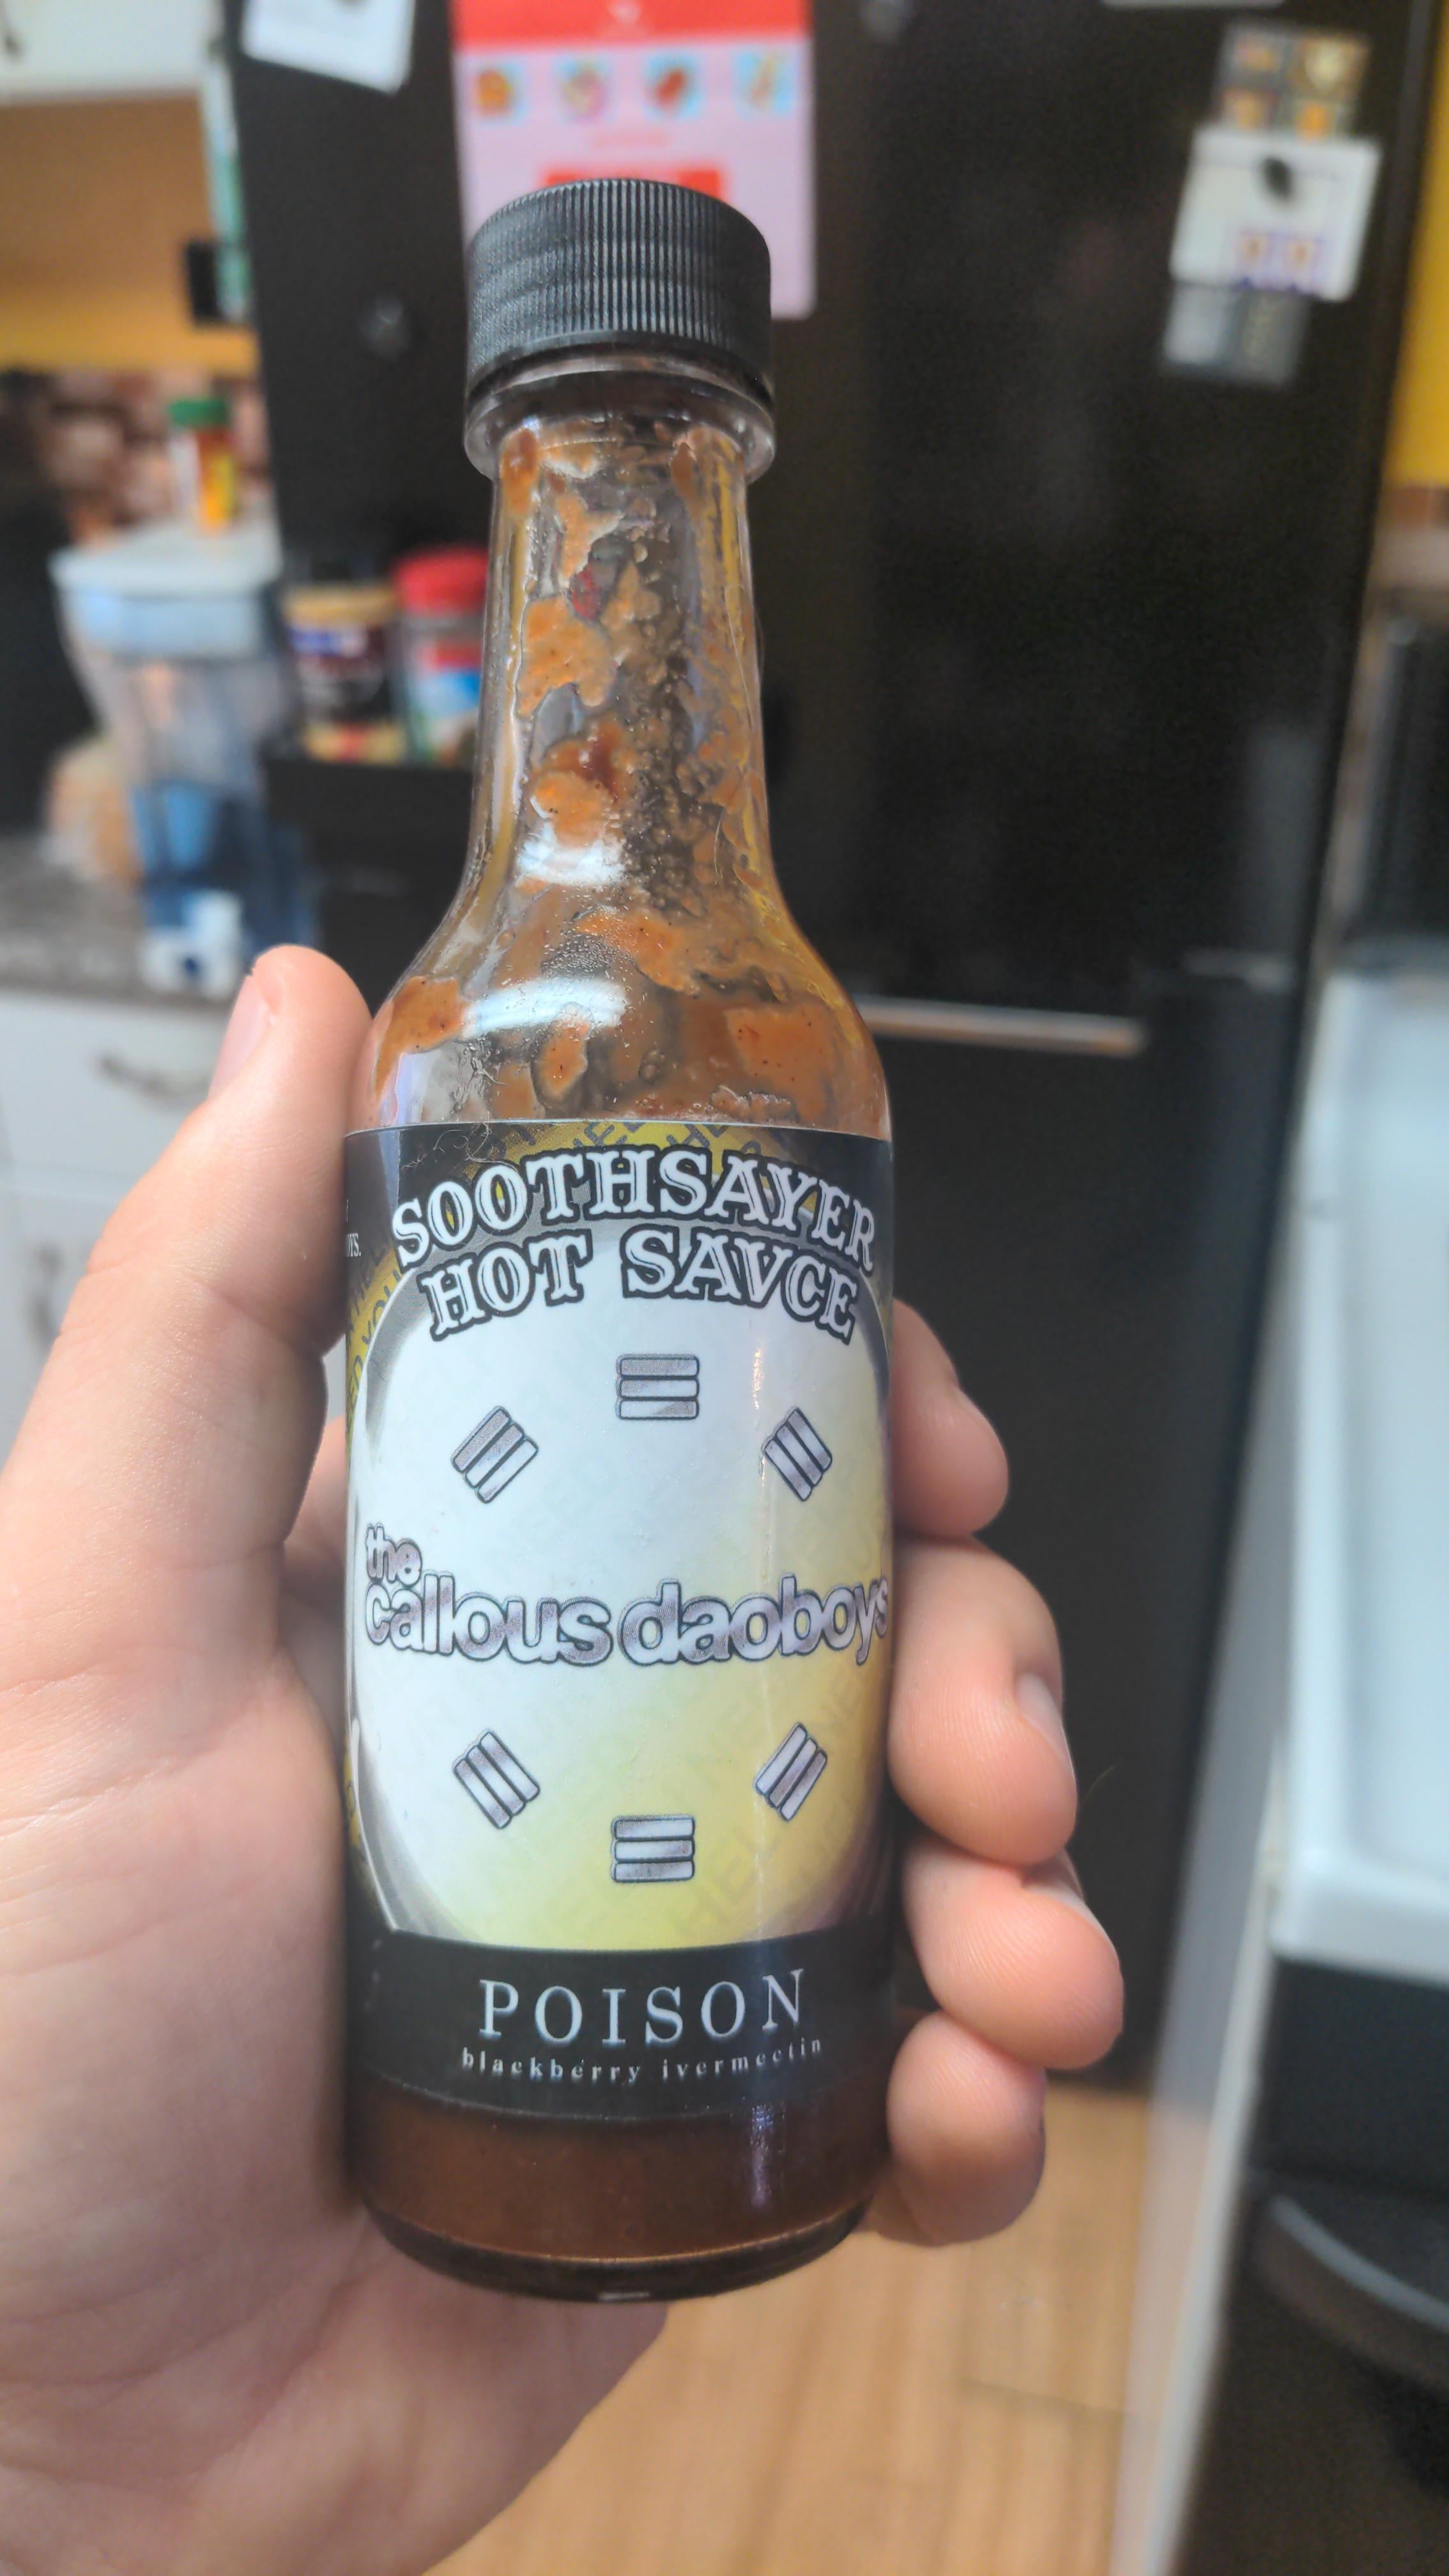 SOOTHSAYER
HOT SAVCE
the
callous daoboys
POISON
blackberry ivermectin